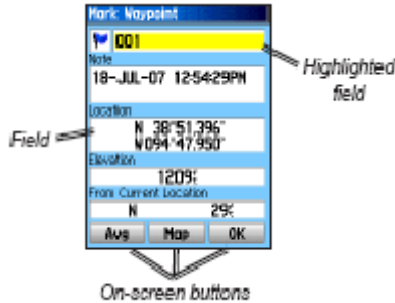 Mark: Waypoint
001
Note
18-JUL-07 12:54:29PM
Highlighted
field
Location
N 38°51.396'
W094°47.950'
Field
Elevation
1209
From Current Location
N 29
Avg Map OK
On-screen buttons